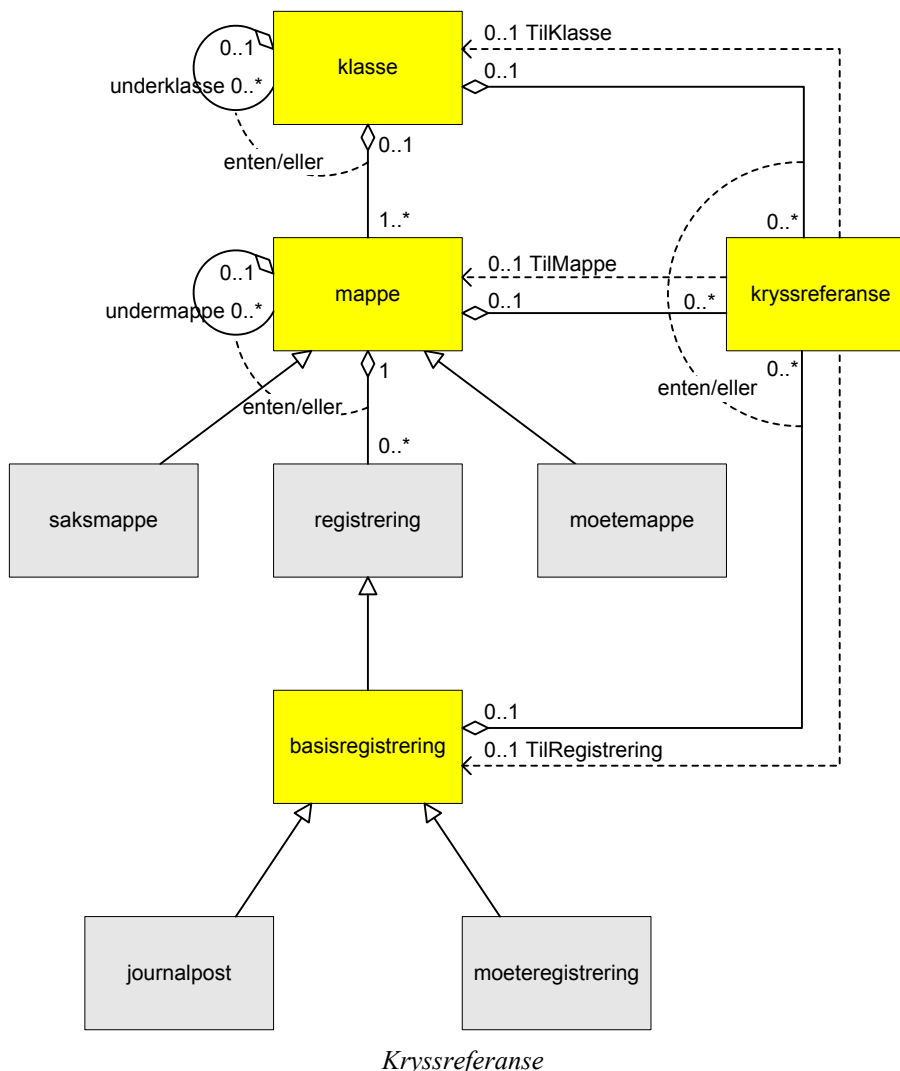 0..1 TilKlasse
0..1
klasse
0..1
underklasse 0..*
0..1
enten/eller
1..*
0..*
0..1
mappe
0..1 TilMappe
kryssreferanse
undermappe 0..*
0..1
0..*
1
0..*
enten/eller
enten/eller
0..*
saksmappe
registrering
moetemappe
0..1
basisregistrering
0..1 TilRegistrering
journalpost
moeteregistrering
Kryssreferanse